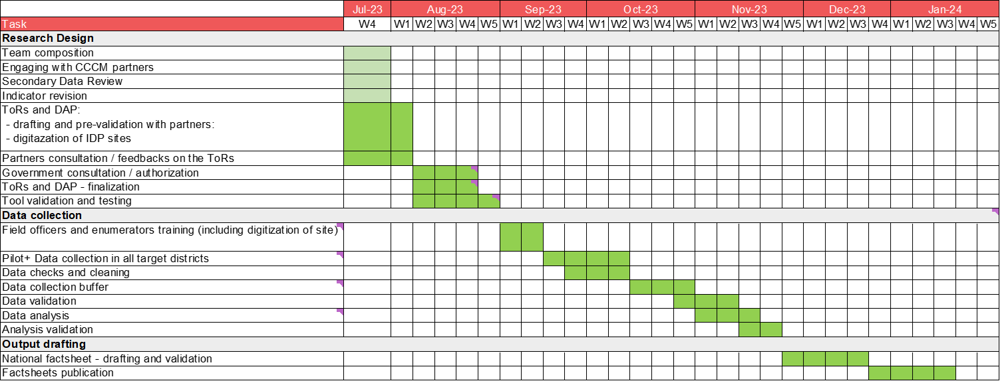 Jul-23 Aug-23 Sep-23 Oct-23 Nov-23 Dec-23 Jan-24
Task W4 W1 W2 W3 W4 W5 W1 W2 W3 W4 W1 W2 W3 W4 W5 W1 W2 W3 W4 W5 W1 W2 W3 W4 W1 W2 W3 W4 W5
Research Design
Team composition
Engaging with CCCM partners
Secondary Data Review
Indicator revision
ToRs and DAP:
- drafting and pre-validation with partners:
- digitazation of IDP sites
Partners consultation / feedbacks on the ToRs
Government consultation / authorization
ToRs and DAP - finalization
Tool validation and testing
Data collection
Field officers and enumerators training (including digitization of site)
Pilot+ Data collection in all target districts
Data checks and cleaning
Data collection buffer
Data validation
Data analysis
Analysis validation
Output drafting
National factsheet - drafting and validation
Factsheets publication